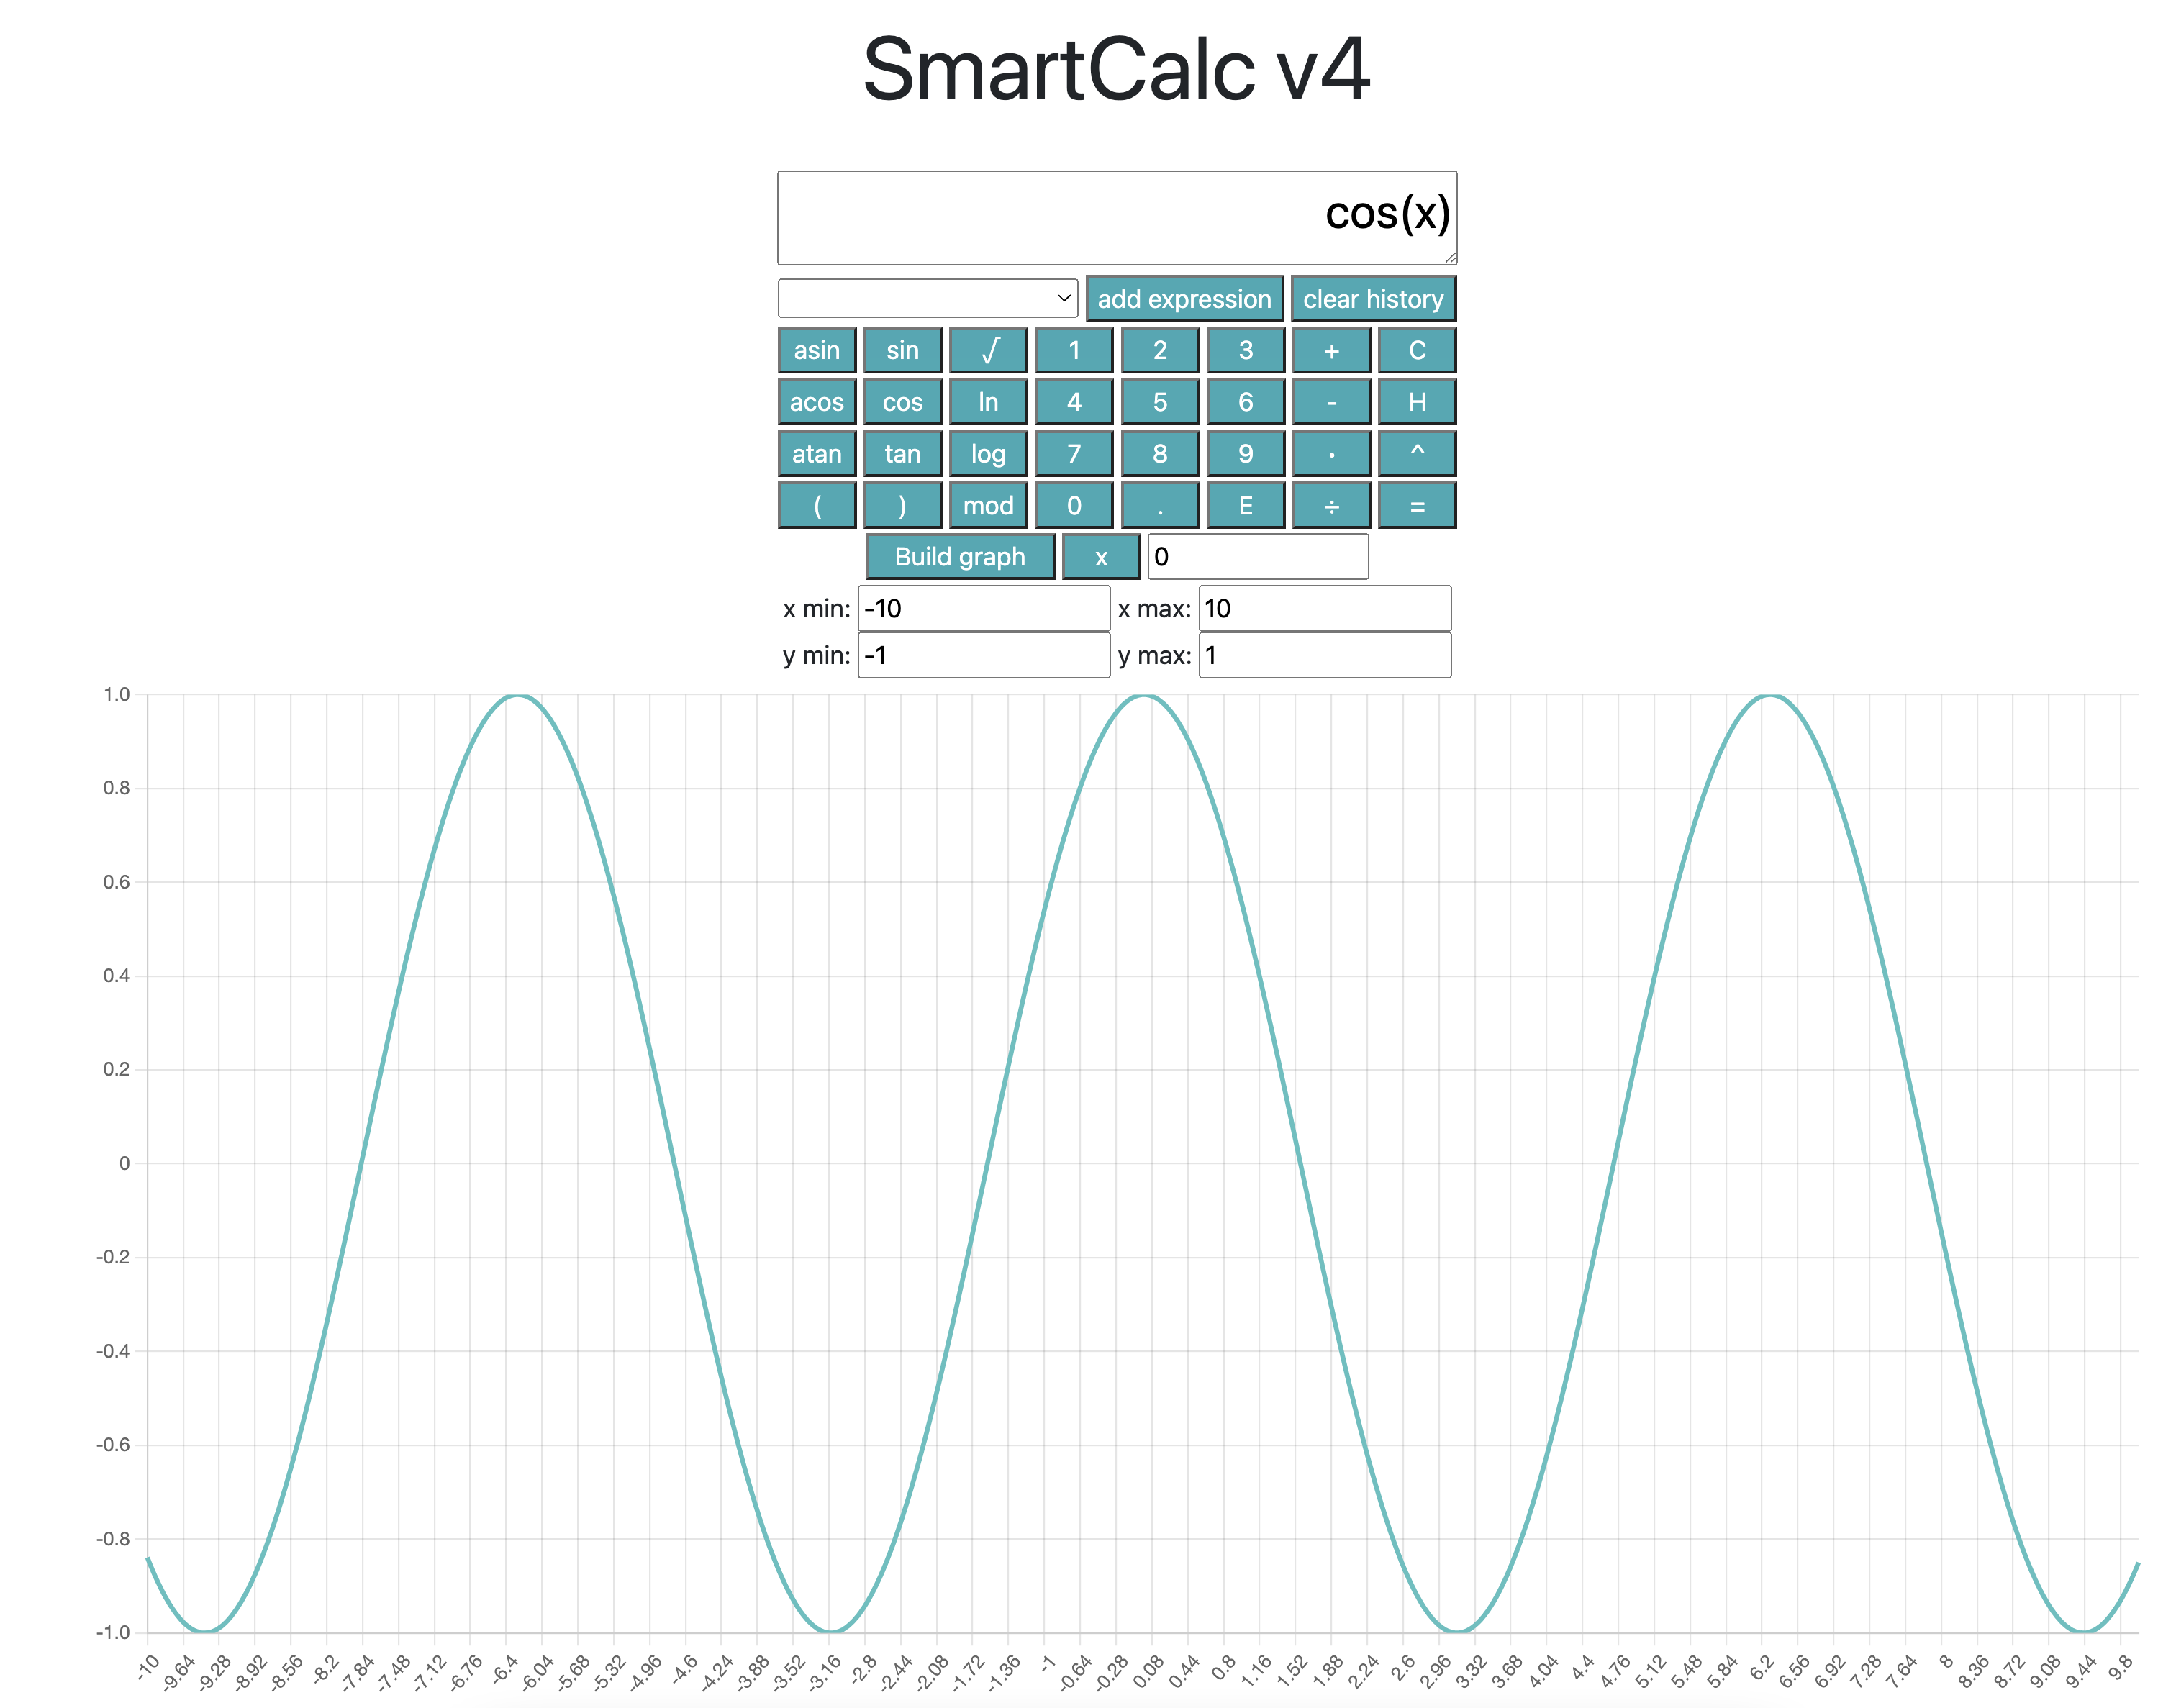 SmartCalc v4
cos(x)
add expression clear history
asin sin √ 1 2 3 + C
acos cos ln 4 5 6 - H
atan tan log 7 8 9 · ^
( ) mod 0 . E ÷ =
Build graph x 0
x min: -10 x max: 10
y min: -1 y max: 1
1.0
0.8
0.6
0.4
0.2
0
-0.2
-0.4
-0.6
-0.8
-1.0
-10 -9.64 -9.28 -8.92 -8.56 -8.2 -7.84 -7.48 -7.12 -6.76 -6.4 -6.04 -5.68 -5.32 -4.96 -4.6 -4.24 -3.88 -3.52 -3.16 -2.8 -2.44 -2.08 -1.72 -1.36 -1 -0.64 -0.28 0.08 0.44 0.8 1.16 1.52 1.88 2.24 2.6 2.96 3.32 3.68 4.04 4.4 4.76 5.12 5.48 5.84 6.2 6.56 6.92 7.28 7.64 8 8.36 8.72 9.08 9.44 9.8